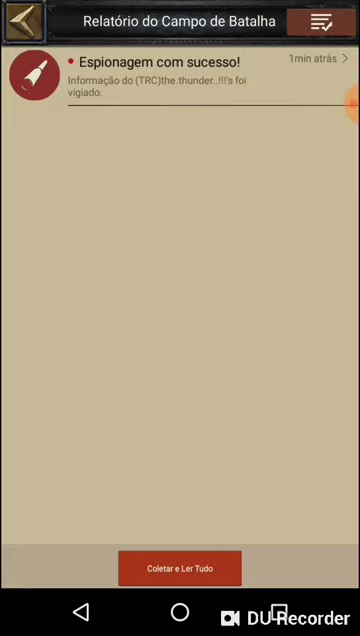 Relatório do Campo de Batalha
Espionagem com sucesso!
1min atrás
Informação do (TRC)the.thunder..!!!'s foi
vigiado.
Coletar e Ler Tudo
DU Recorder